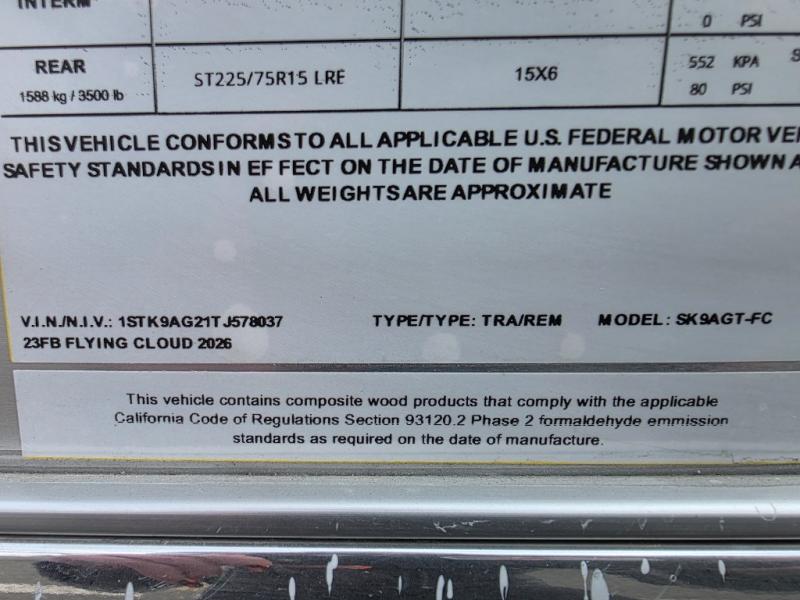 INTERM
0 PSI
REAR ST225/75R15 LRE 15X6 552 KPA S
1588 kg / 3500 lb 80 PSI
THIS VEHICLE CONFORMS TO ALL APPLICABLE U.S. FEDERAL MOTOR VE
SAFETY STANDARDS IN EF FECT ON THE DATE OF MANUFACTURE SHOWN A
ALL WEIGHTS ARE APPROXIMATE
V.I.N./N.I.V.: 1STK9AG21TJ578037 TYPE/TYPE: TRA/REM MODEL: SK9AGT-FC
23FB FLYING CLOUD 2026
This vehicle contains composite wood products that comply with the applicable
California Code of Regulations Section 93120.2 Phase 2 formaldehyde emmission
standards as required on the date of manufacture.